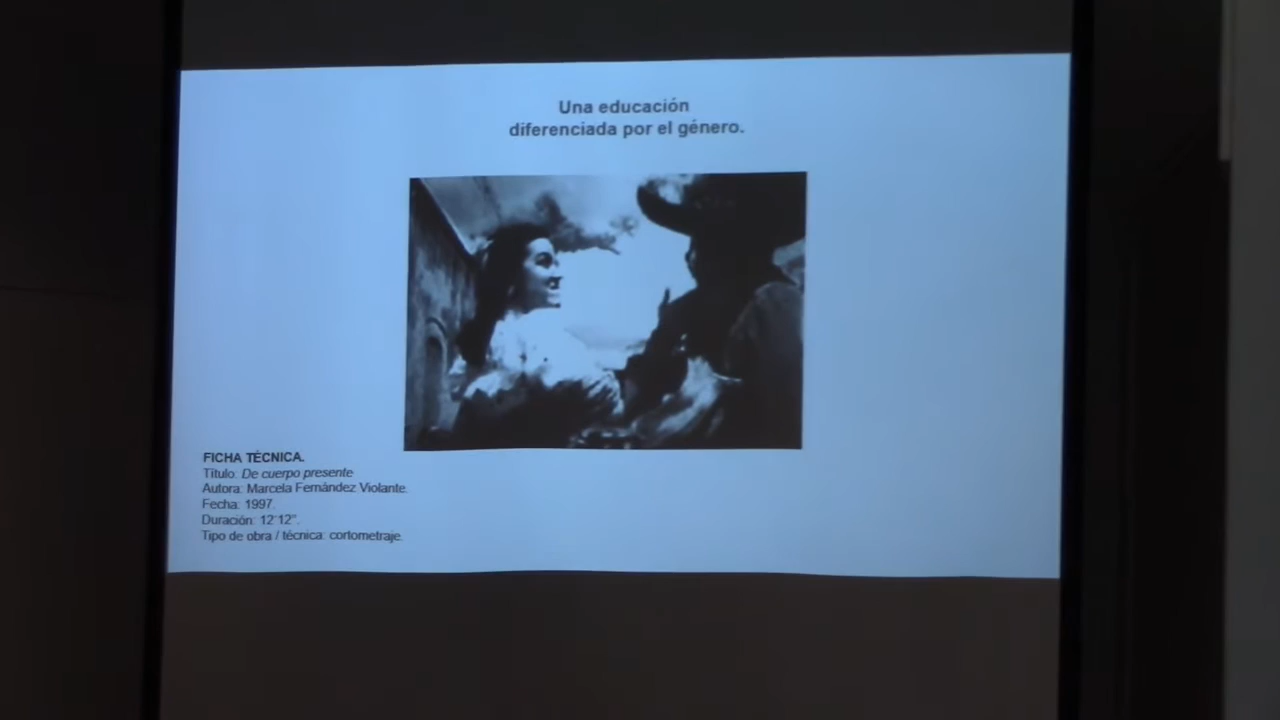 Una educación
diferenciada por el género.
FICHA TÉCNICA.
Título: De cuerpo presente
Autora: Marcela Fernández Violante.
Fecha: 1997.
Duración: 12'12".
Tipo de obra / técnica: cortometraje.